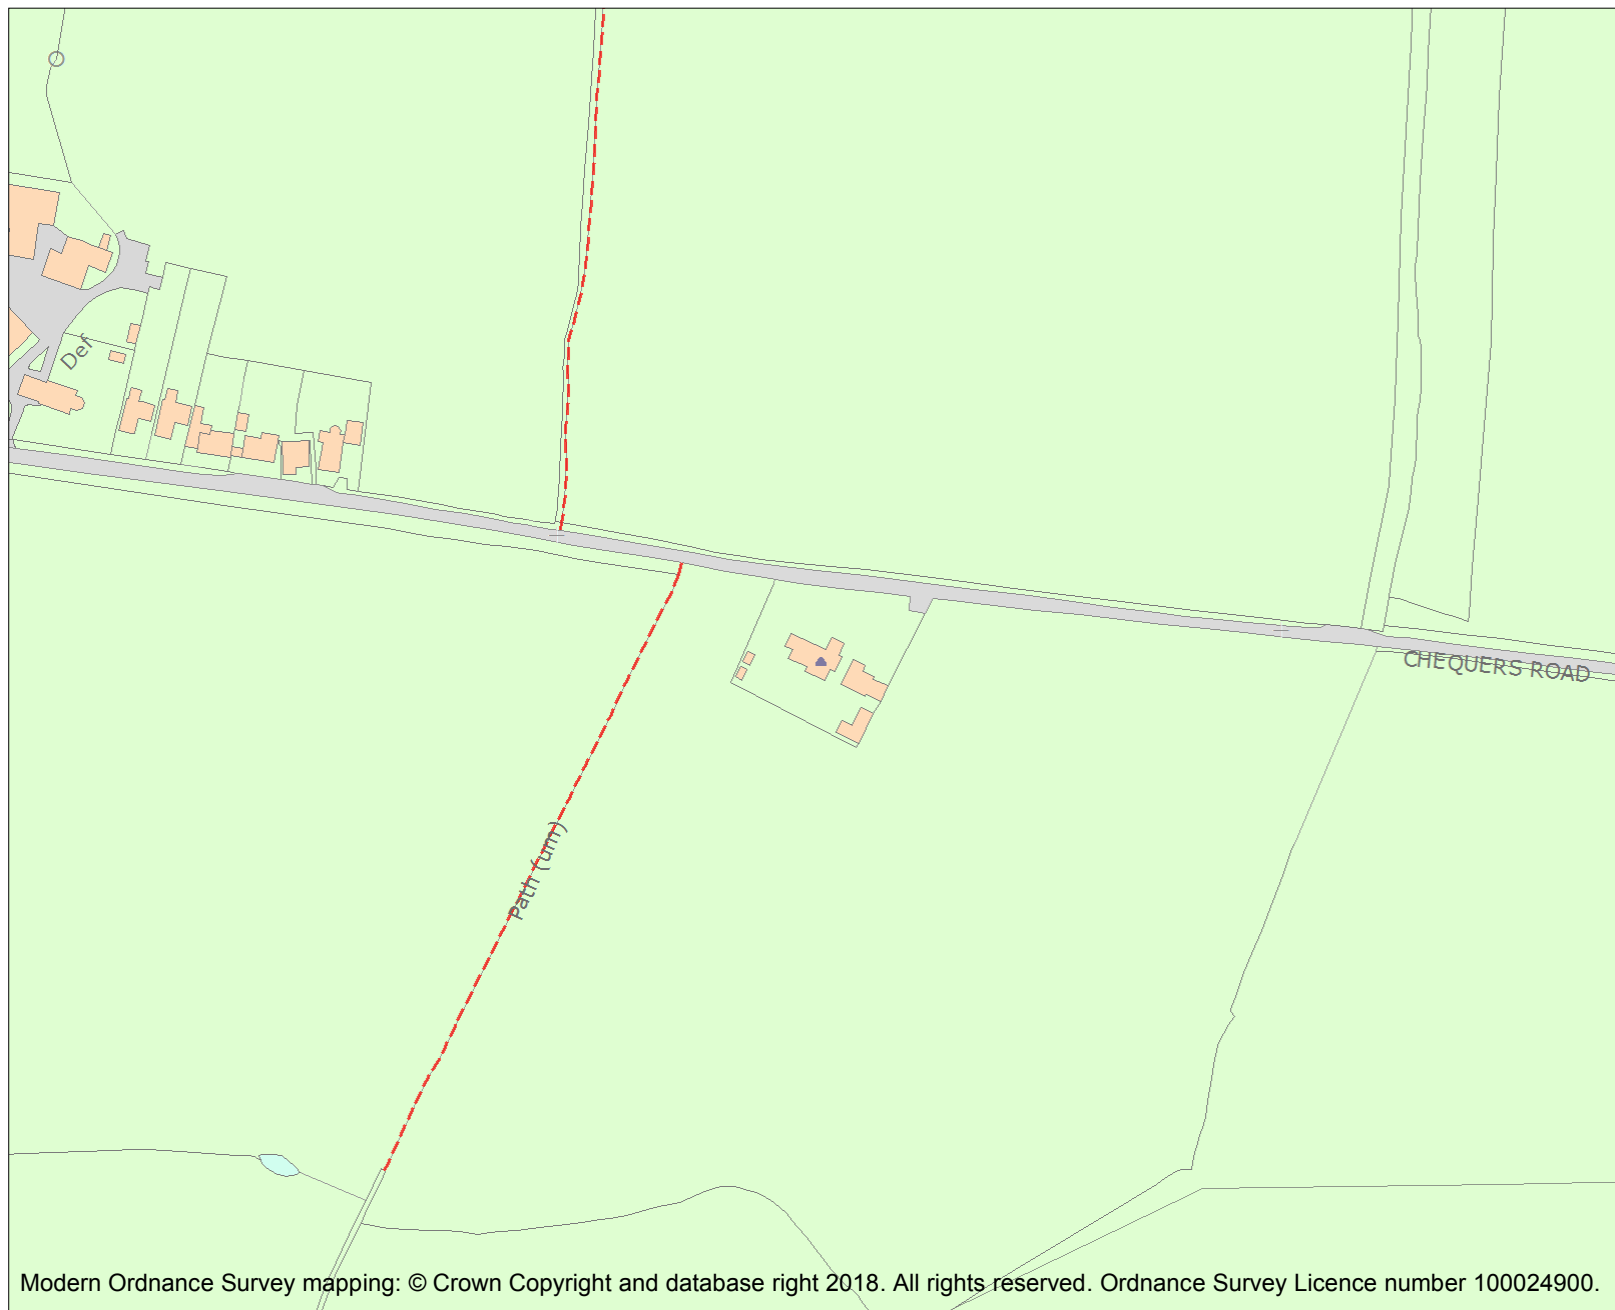 Def
CHEQUERS ROAD
Path (um)
Modern Ordnance Survey mapping: © Crown Copyright and database right 2018. All rights reserved. Ordnance Survey Licence number 100024900.